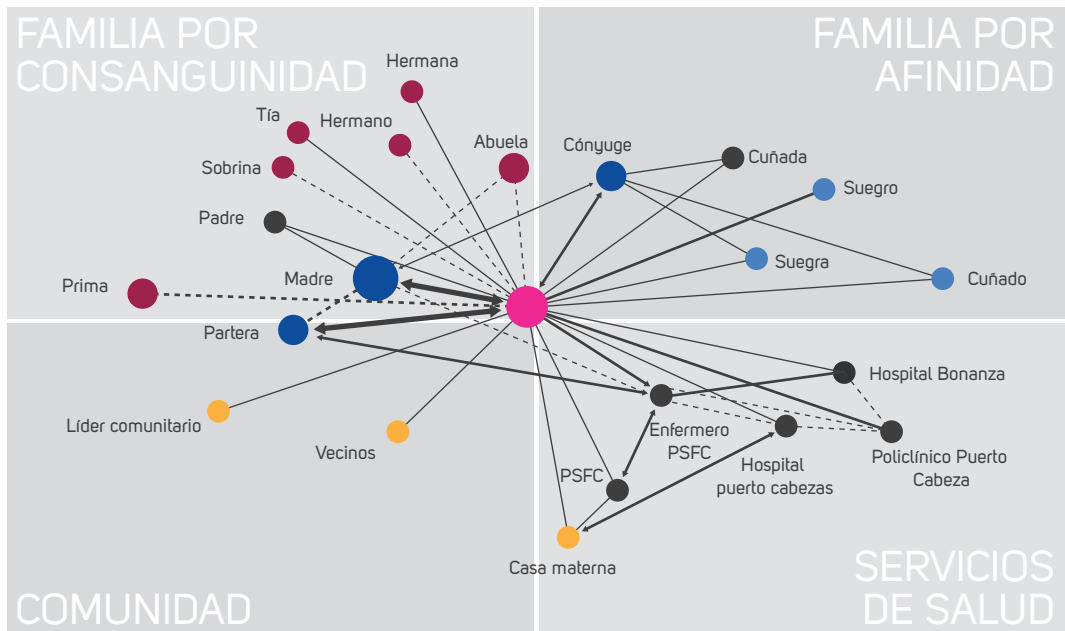 FAMILIA POR
CONSANGUINIDAD
FAMILIA POR
AFINIDAD
Hermana
Tía
Hermano
Abuela
Sobrina
Padre
Madre
Prima
Partera
Cónyuge
Cuñada
Suegro
Suegra
Cuñado
Líder comunitario
Vecinos
COMUNIDAD
Hospital Bonanza
Enfermero
PSFC
Policlínico Puerto
Cabeza
Hospital
puerto cabezas
PSFC
Casa materna
SERVICIOS
DE SALUD